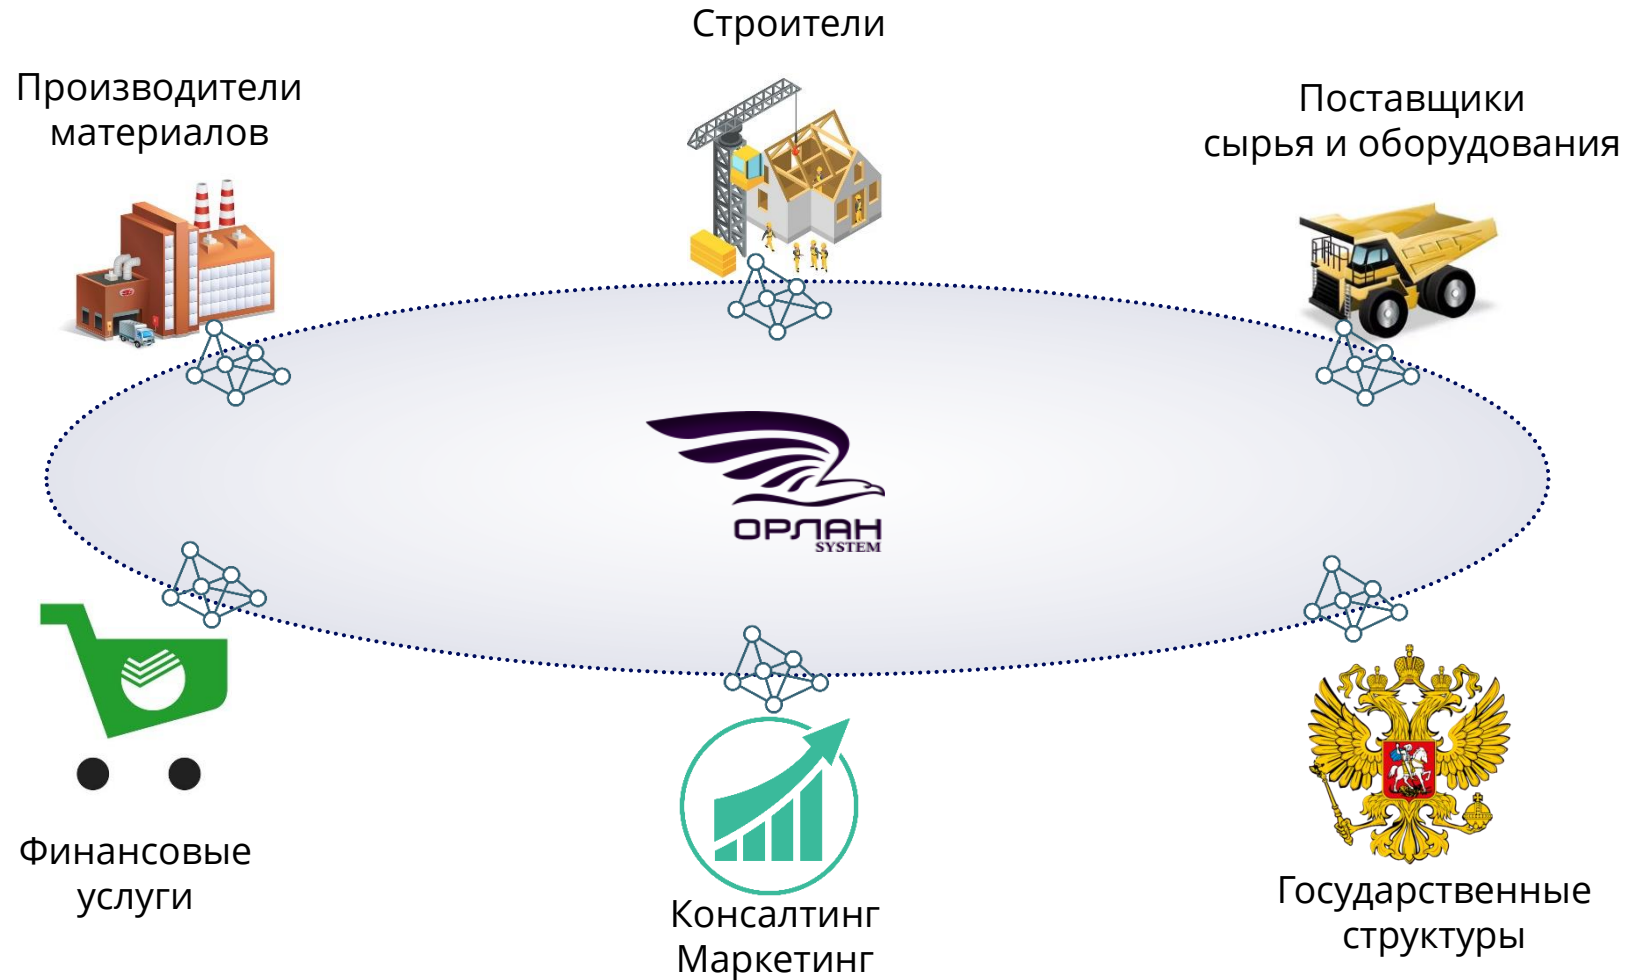 Строители
Производители
материалов
Поставщики
сырья и оборудования
ОРЛАН
SYSTEM
Финансовые
услуги
Консалтинг
Маркетинг
Государственные
структуры